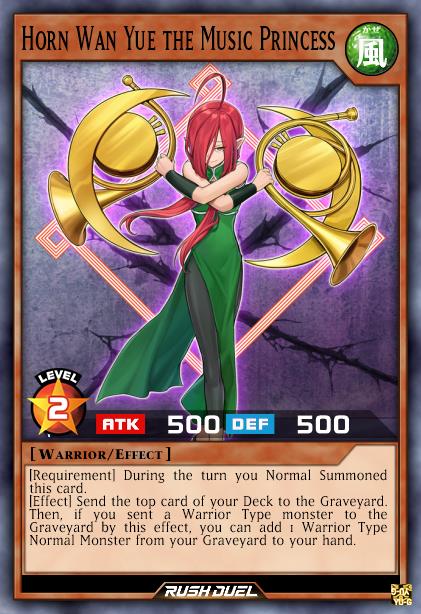 Horn Wan Yue the Music Princess
かぜ
風
LEVEL
2
ATK 500 DEF 500
[Warrior/Effect]
[Requirement] During the turn you Normal Summoned
this card.
[Effect] Send the top card of your Deck to the Graveyard.
Then, if you sent a Warrior Type monster to the
Graveyard by this effect, you can add 1 Warrior Type
Normal Monster from your Graveyard to your hand.
RUSH DUEL